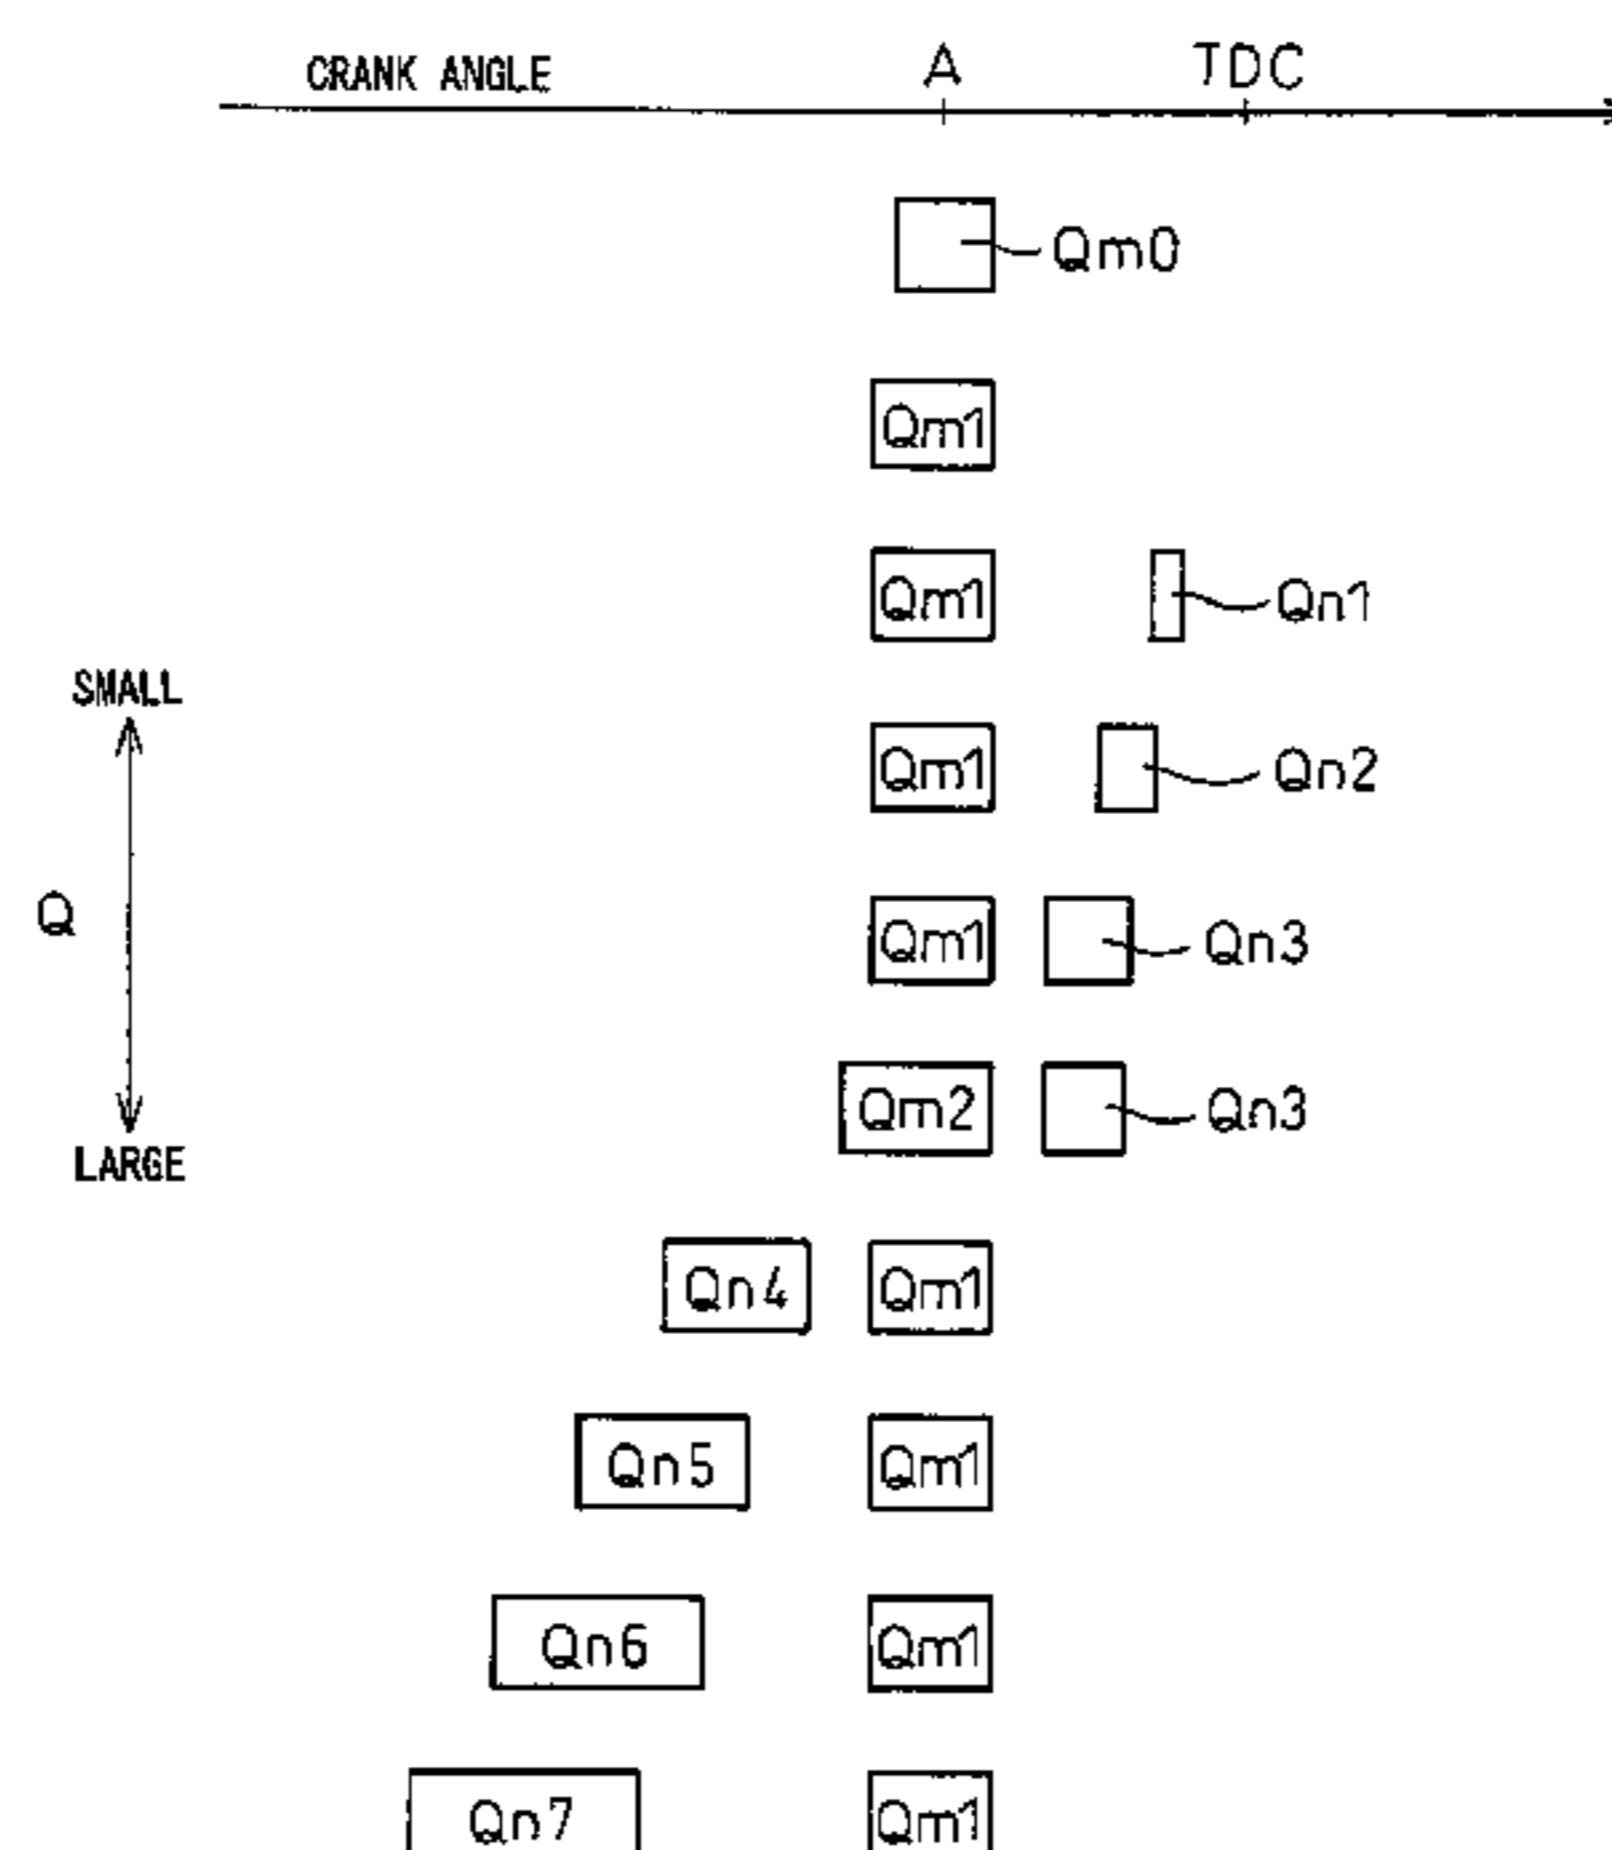 CRANK ANGLE A TDC
Qm0
Qm1
Qm1 Qn1
SMALL
Qm1 Qn2
Q
Qm1 Qn3
Qm2 Qn3
LARGE
Qn4 Qm1
Qn5 Qm1
Qn6 Qm1
Qn7 Qm1